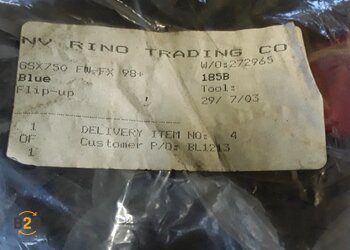 NV RINO TRADING CO
GSX750 FW-FX 98+ W/O:272965
Blue 185B
Flip-up , Tool:
29/ 7/03
1 DELIVERY ITEM NO: 4
OF Customer P/O: BL1213
1
2